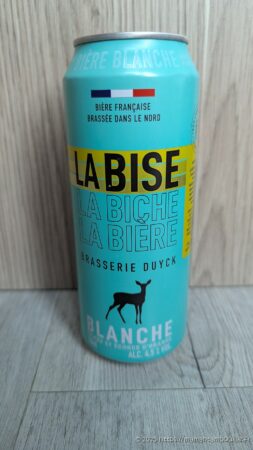 BIÈRE BLANCHE
BIÈRE FRANÇAISE
BRASSÉE DANS LE NORD
LA BISE
LA BICHE
LA BIÈRE
BRASSERIE DUYCK
BLANCHE
ALC. 4,5% VOL.